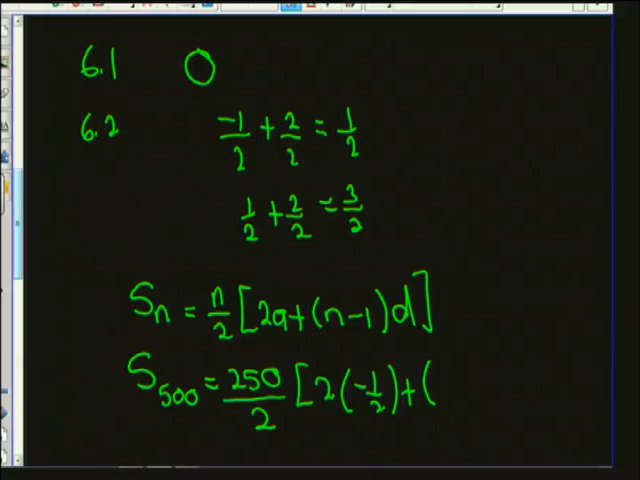 6.1 0
6.2 -1/2 + 2/2 = 1/2
1/2 + 2/2 = 3/2
Sn = n/2 [2a+(n-1)d]
S500 = 250/2 [2(-1/2)+(